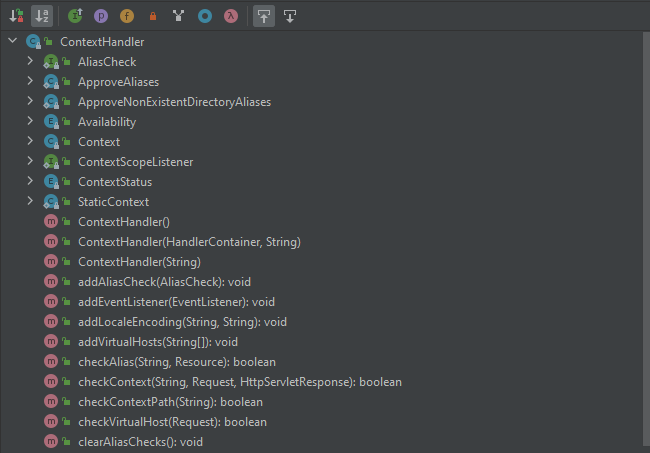 ContextHandler
AliasCheck
ApproveAliases
ApproveNonExistentDirectoryAliases
Availability
Context
ContextScopeListener
ContextStatus
StaticContext
ContextHandler()
ContextHandler(HandlerContainer, String)
ContextHandler(String)
addAliasCheck(AliasCheck): void
addEventListener(EventListener): void
addLocaleEncoding(String, String): void
addVirtualHosts(String[]): void
checkAlias(String, Resource): boolean
checkContext(String, Request, HttpServletResponse): boolean
checkContextPath(String): boolean
checkVirtualHost(Request): boolean
clearAliasChecks(): void